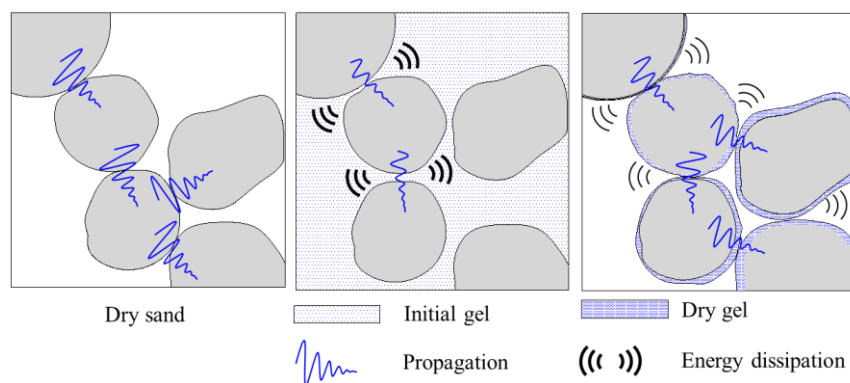 Dry sand
Initial gel
Dry gel
Propagation
Energy dissipation